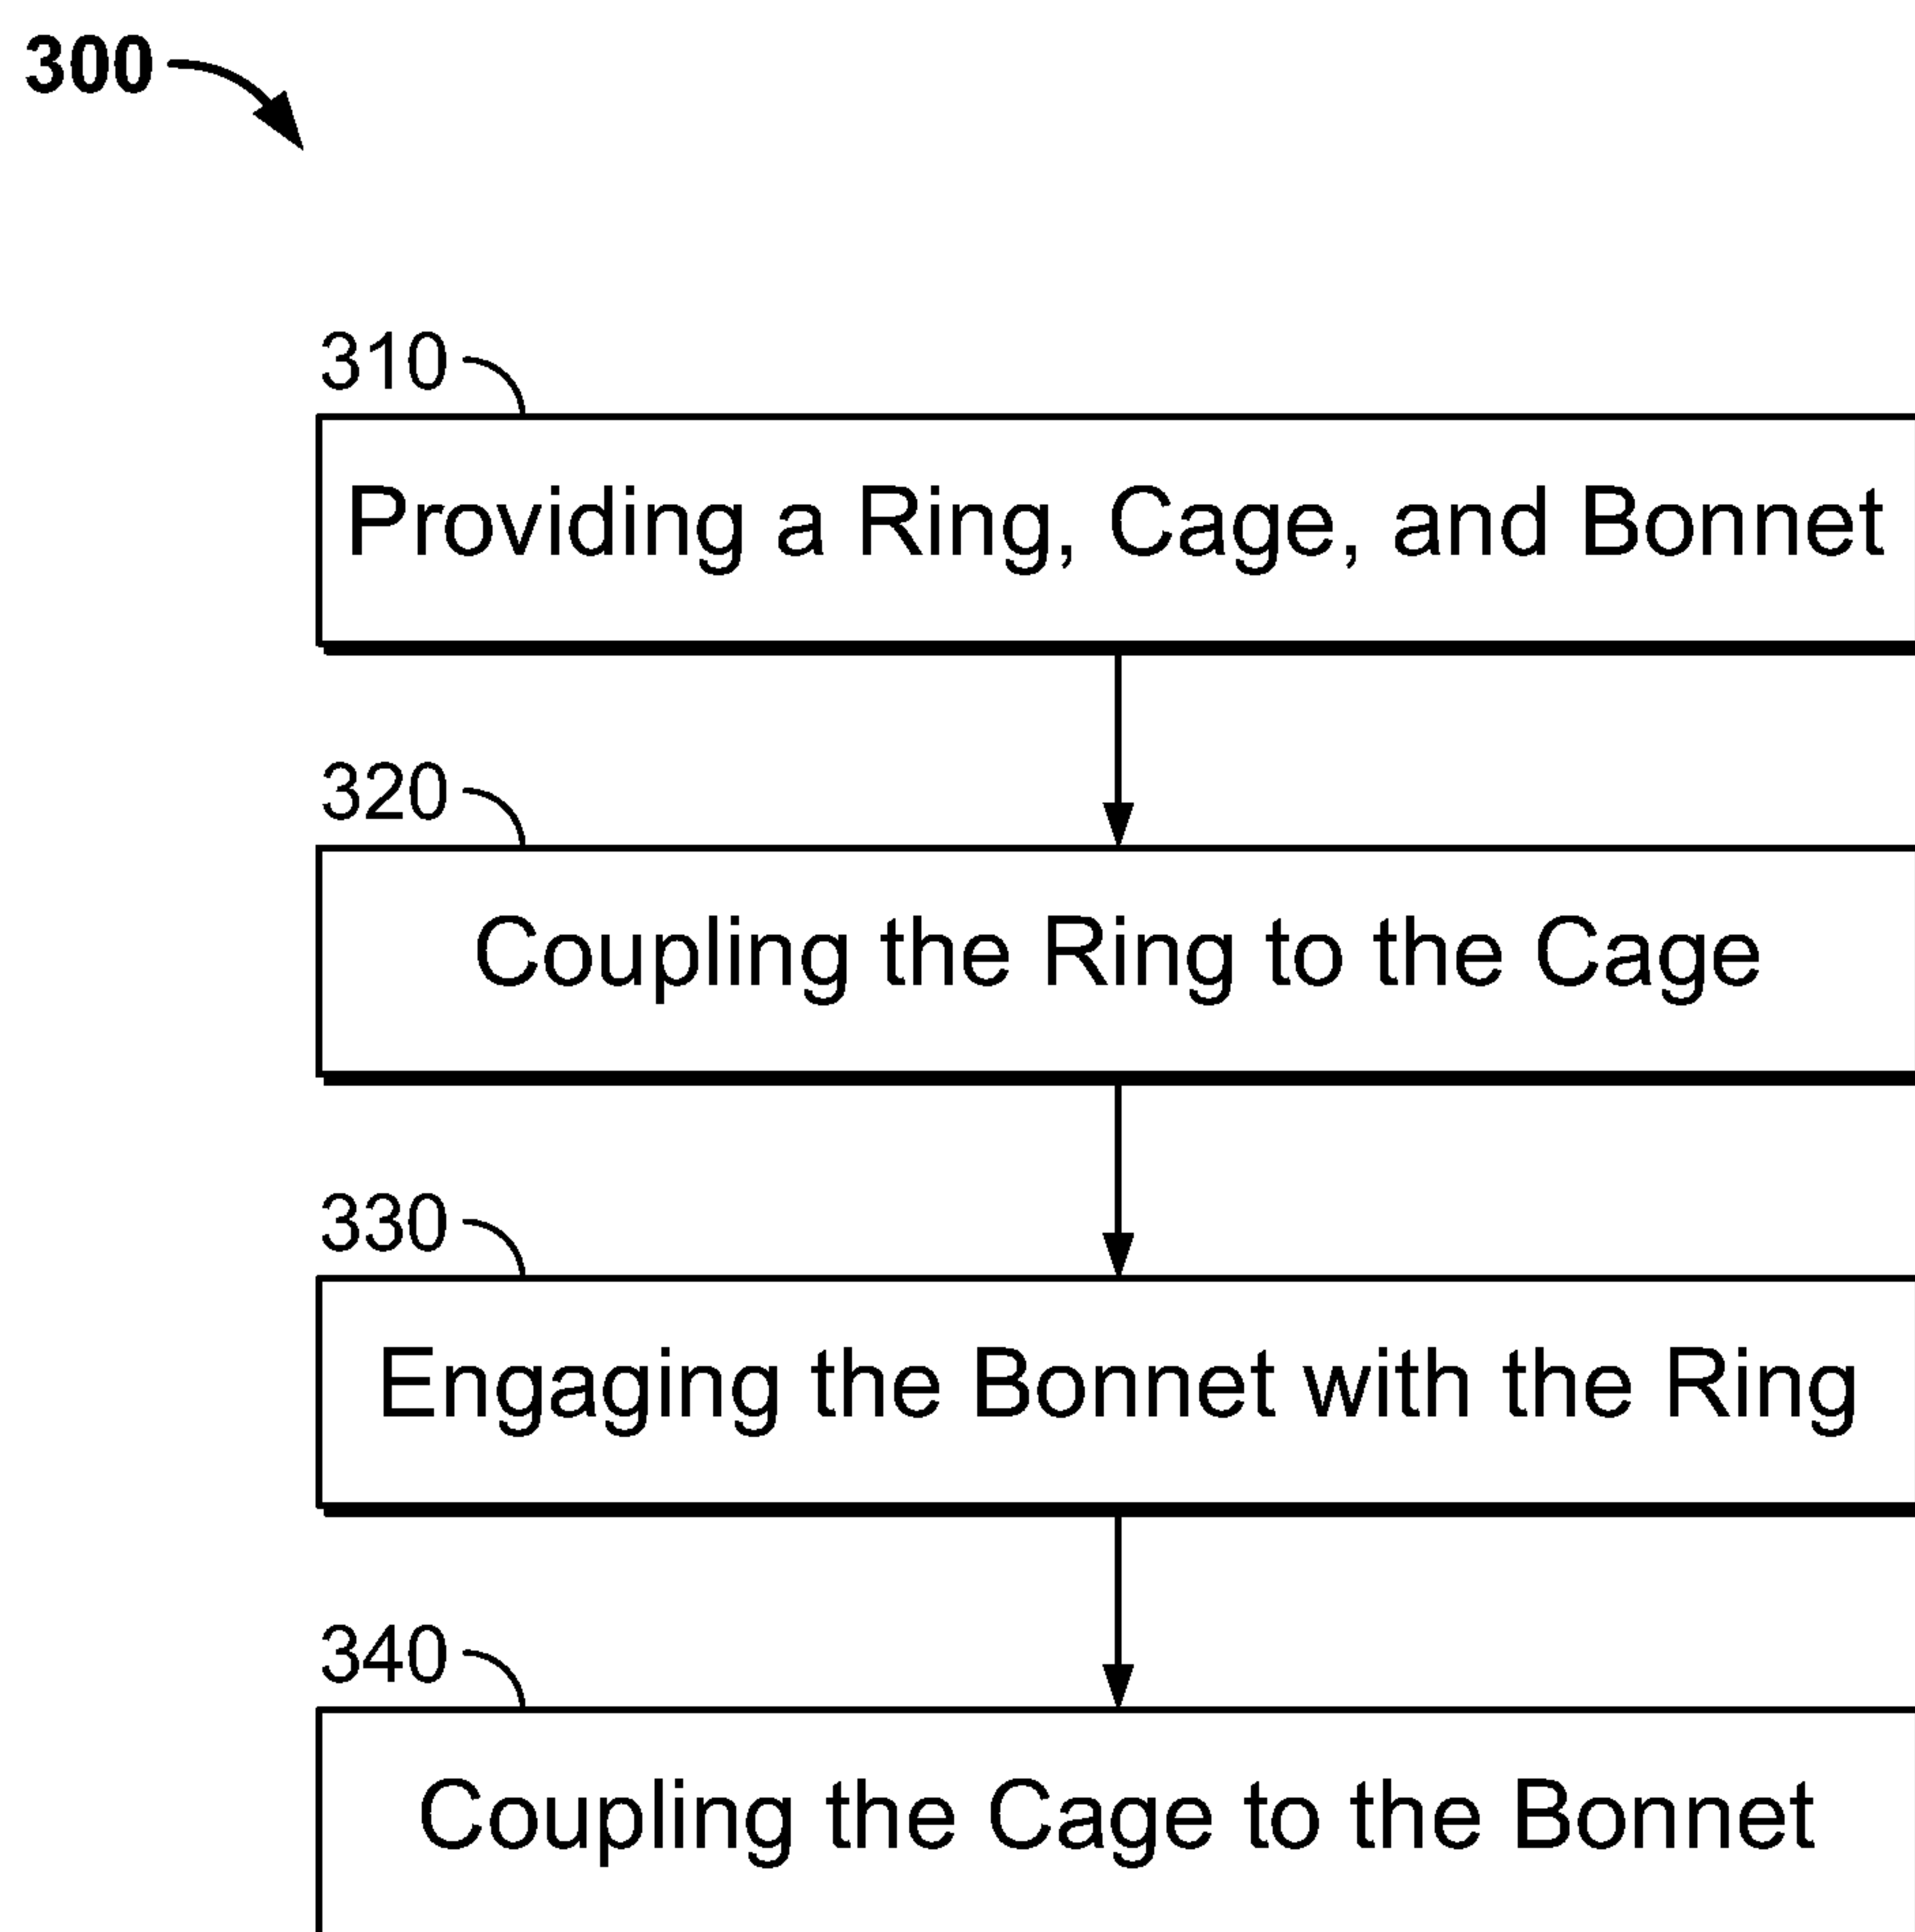 300
310
Providing a Ring, Cage, and Bonnet
320
Coupling the Ring to the Cage
330
Engaging the Bonnet with the Ring
340
Coupling the Cage to the Bonnet